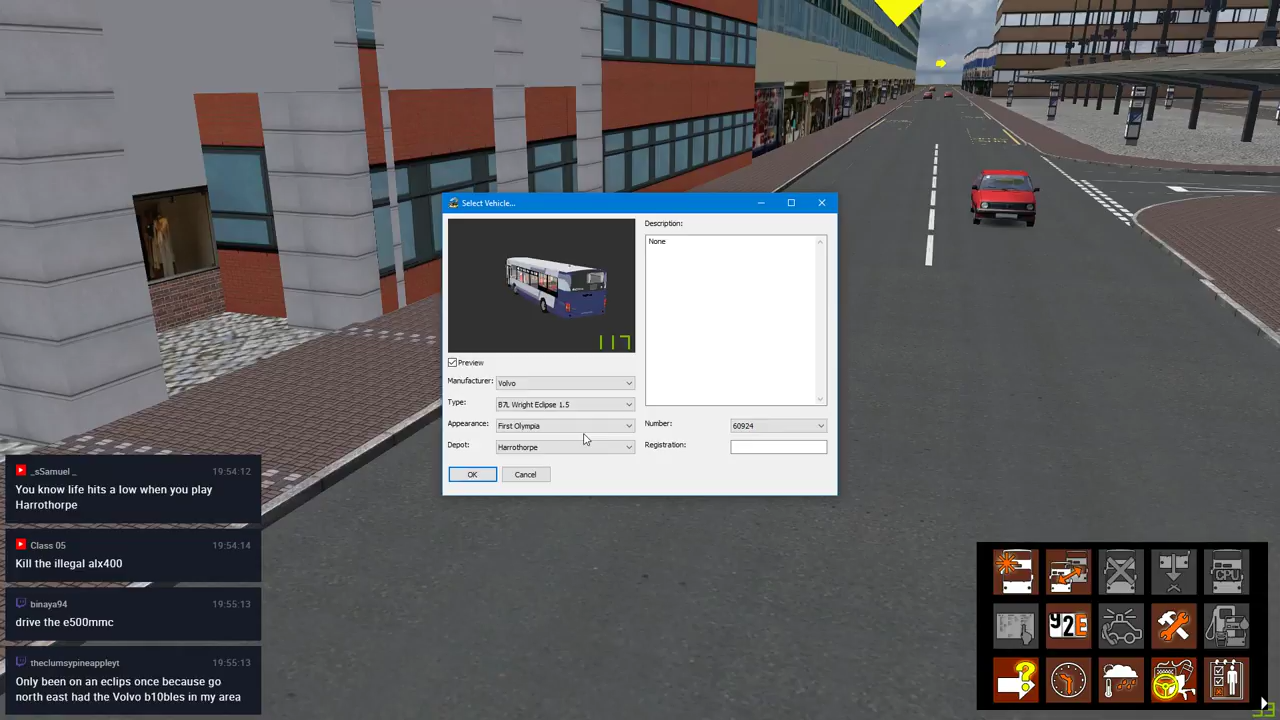 Select Vehicle...
Description:
None
117
Preview
Manufacturer:
Volvo
Type:
B7L Wright Eclipse 1.5
Appearance:
First Olympia
Number:
60924
Depot:
Harrothorpe
Registration:
OK
Cancel
_sSamuel_
19:54:12
You know life hits a low when you play
Harrothorpe
Class 05
19:54:14
Kill the illegal alx400
binaya94
19:55:13
drive the e500mmc
theclumsypineappleyt
19:55:13
Only been on an eclips once because go
north east had the Volvo b10bles in my area
CPU
92E